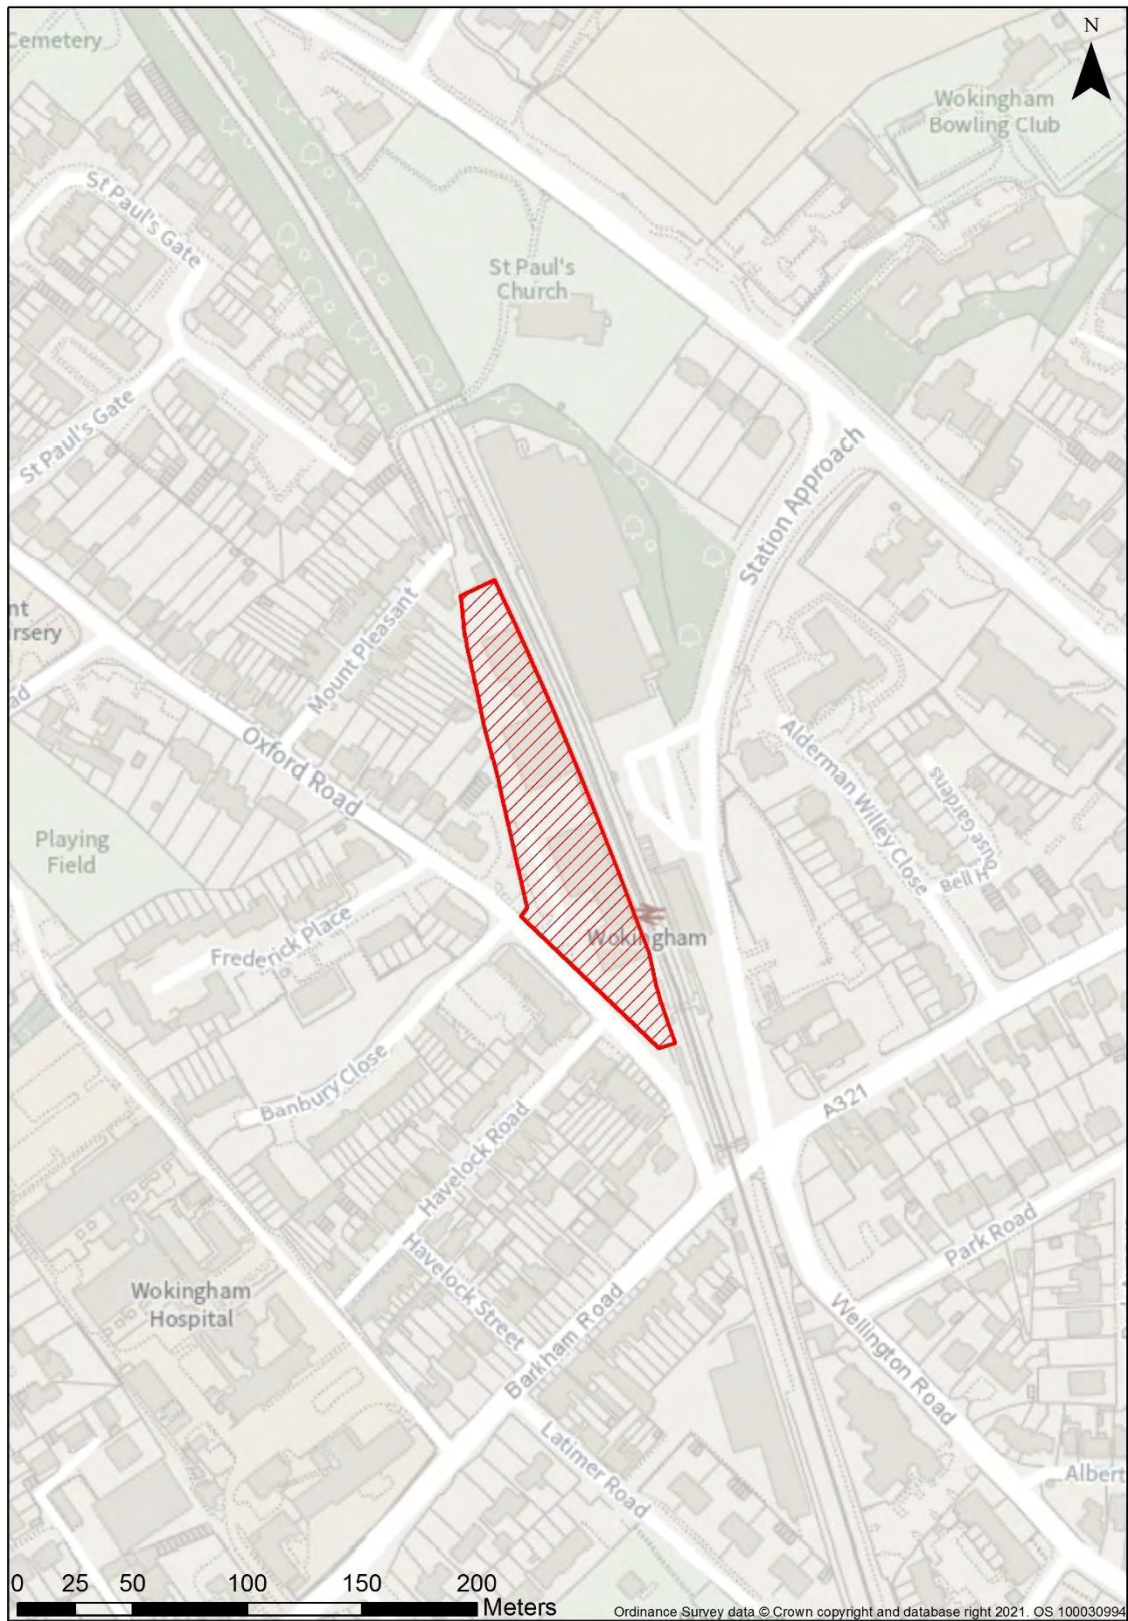 Cemetery
N
Wokingham
Bowling Club
St Paul's Gate
St Paul's
Church
St Paul's Gate
Station Approach
nt
rsery
Mount Pleasant
ad
Oxford Road
Alderman Willey Close
Bell House Gardens
Playing
Field
Frederick Place
Wokingham
Banbury Close
A321
Havelock Road
Park Road
Havelock Street
Wokingham
Hospital
Barkham Road
Wellington Road
Latimer Road
Albert
0 25 50 100 150 200
Meters
Ordinance Survey data © Crown copyright and database right 2021. OS 100030994